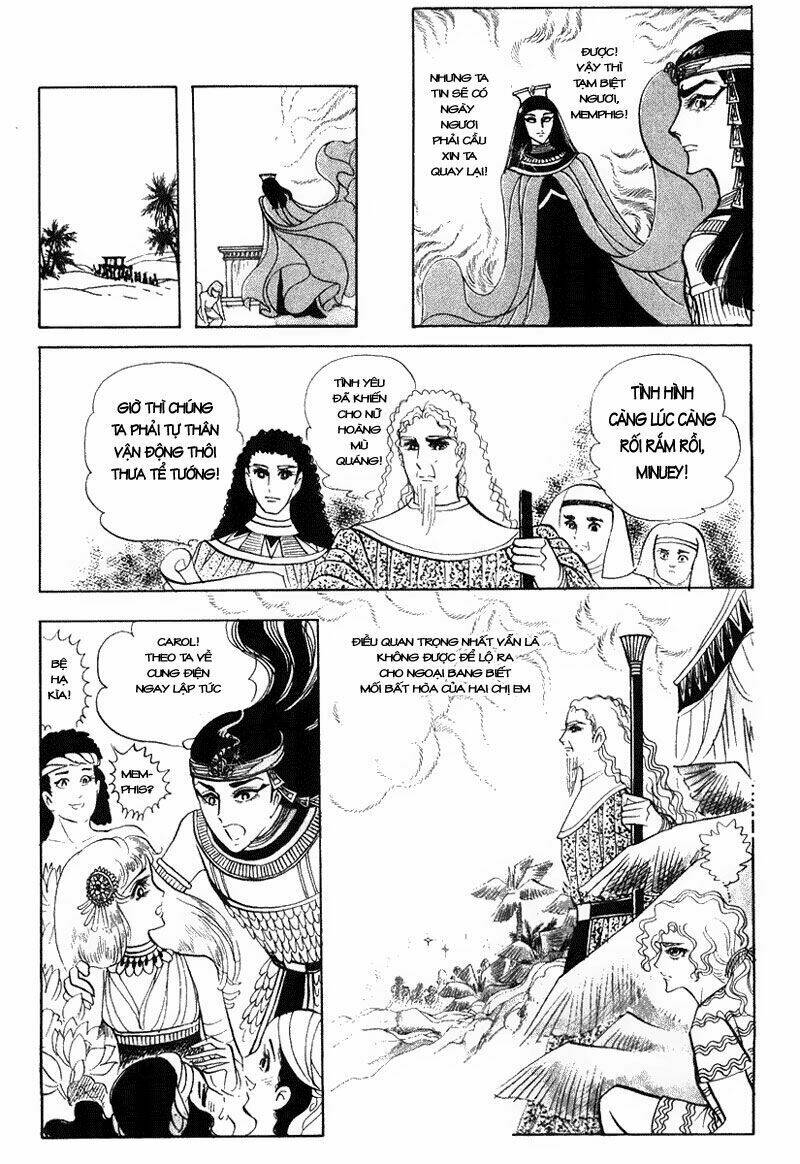 ĐƯỢC!
VẬY THÌ
TẠM BIỆT
NGƯƠI,
MEMPHIS!
NHƯNG TA
TIN SẼ CÓ
NGÀY
NGƯƠI
PHẢI CẦU
XIN TA
QUAY LẠI!
TÌNH HÌNH
CÀNG LÚC CÀNG
RỐI RẮM RỒI,
MINUEY!
TÌNH YÊU
ĐÃ KHIẾN
CHO NỮ
HOÀNG
MÙ
QUÁNG!
GIỜ THÌ CHÚNG
TA PHẢI TỰ THÂN
VẬN ĐỘNG THÔI
THƯA TỂ TƯỚNG!
ĐIỀU QUAN TRỌNG NHẤT VẪN LÀ
KHÔNG ĐƯỢC ĐỂ LỘ RA
CHO NGOẠI BANG BIẾT
MỐI BẤT HÒA CỦA HAI CHỊ EM
CAROL!
THEO TA VỀ
CUNG ĐIỆN
NGAY LẬP TỨC
BỆ
HẠ
KÌA!
MEM-
PHIS?